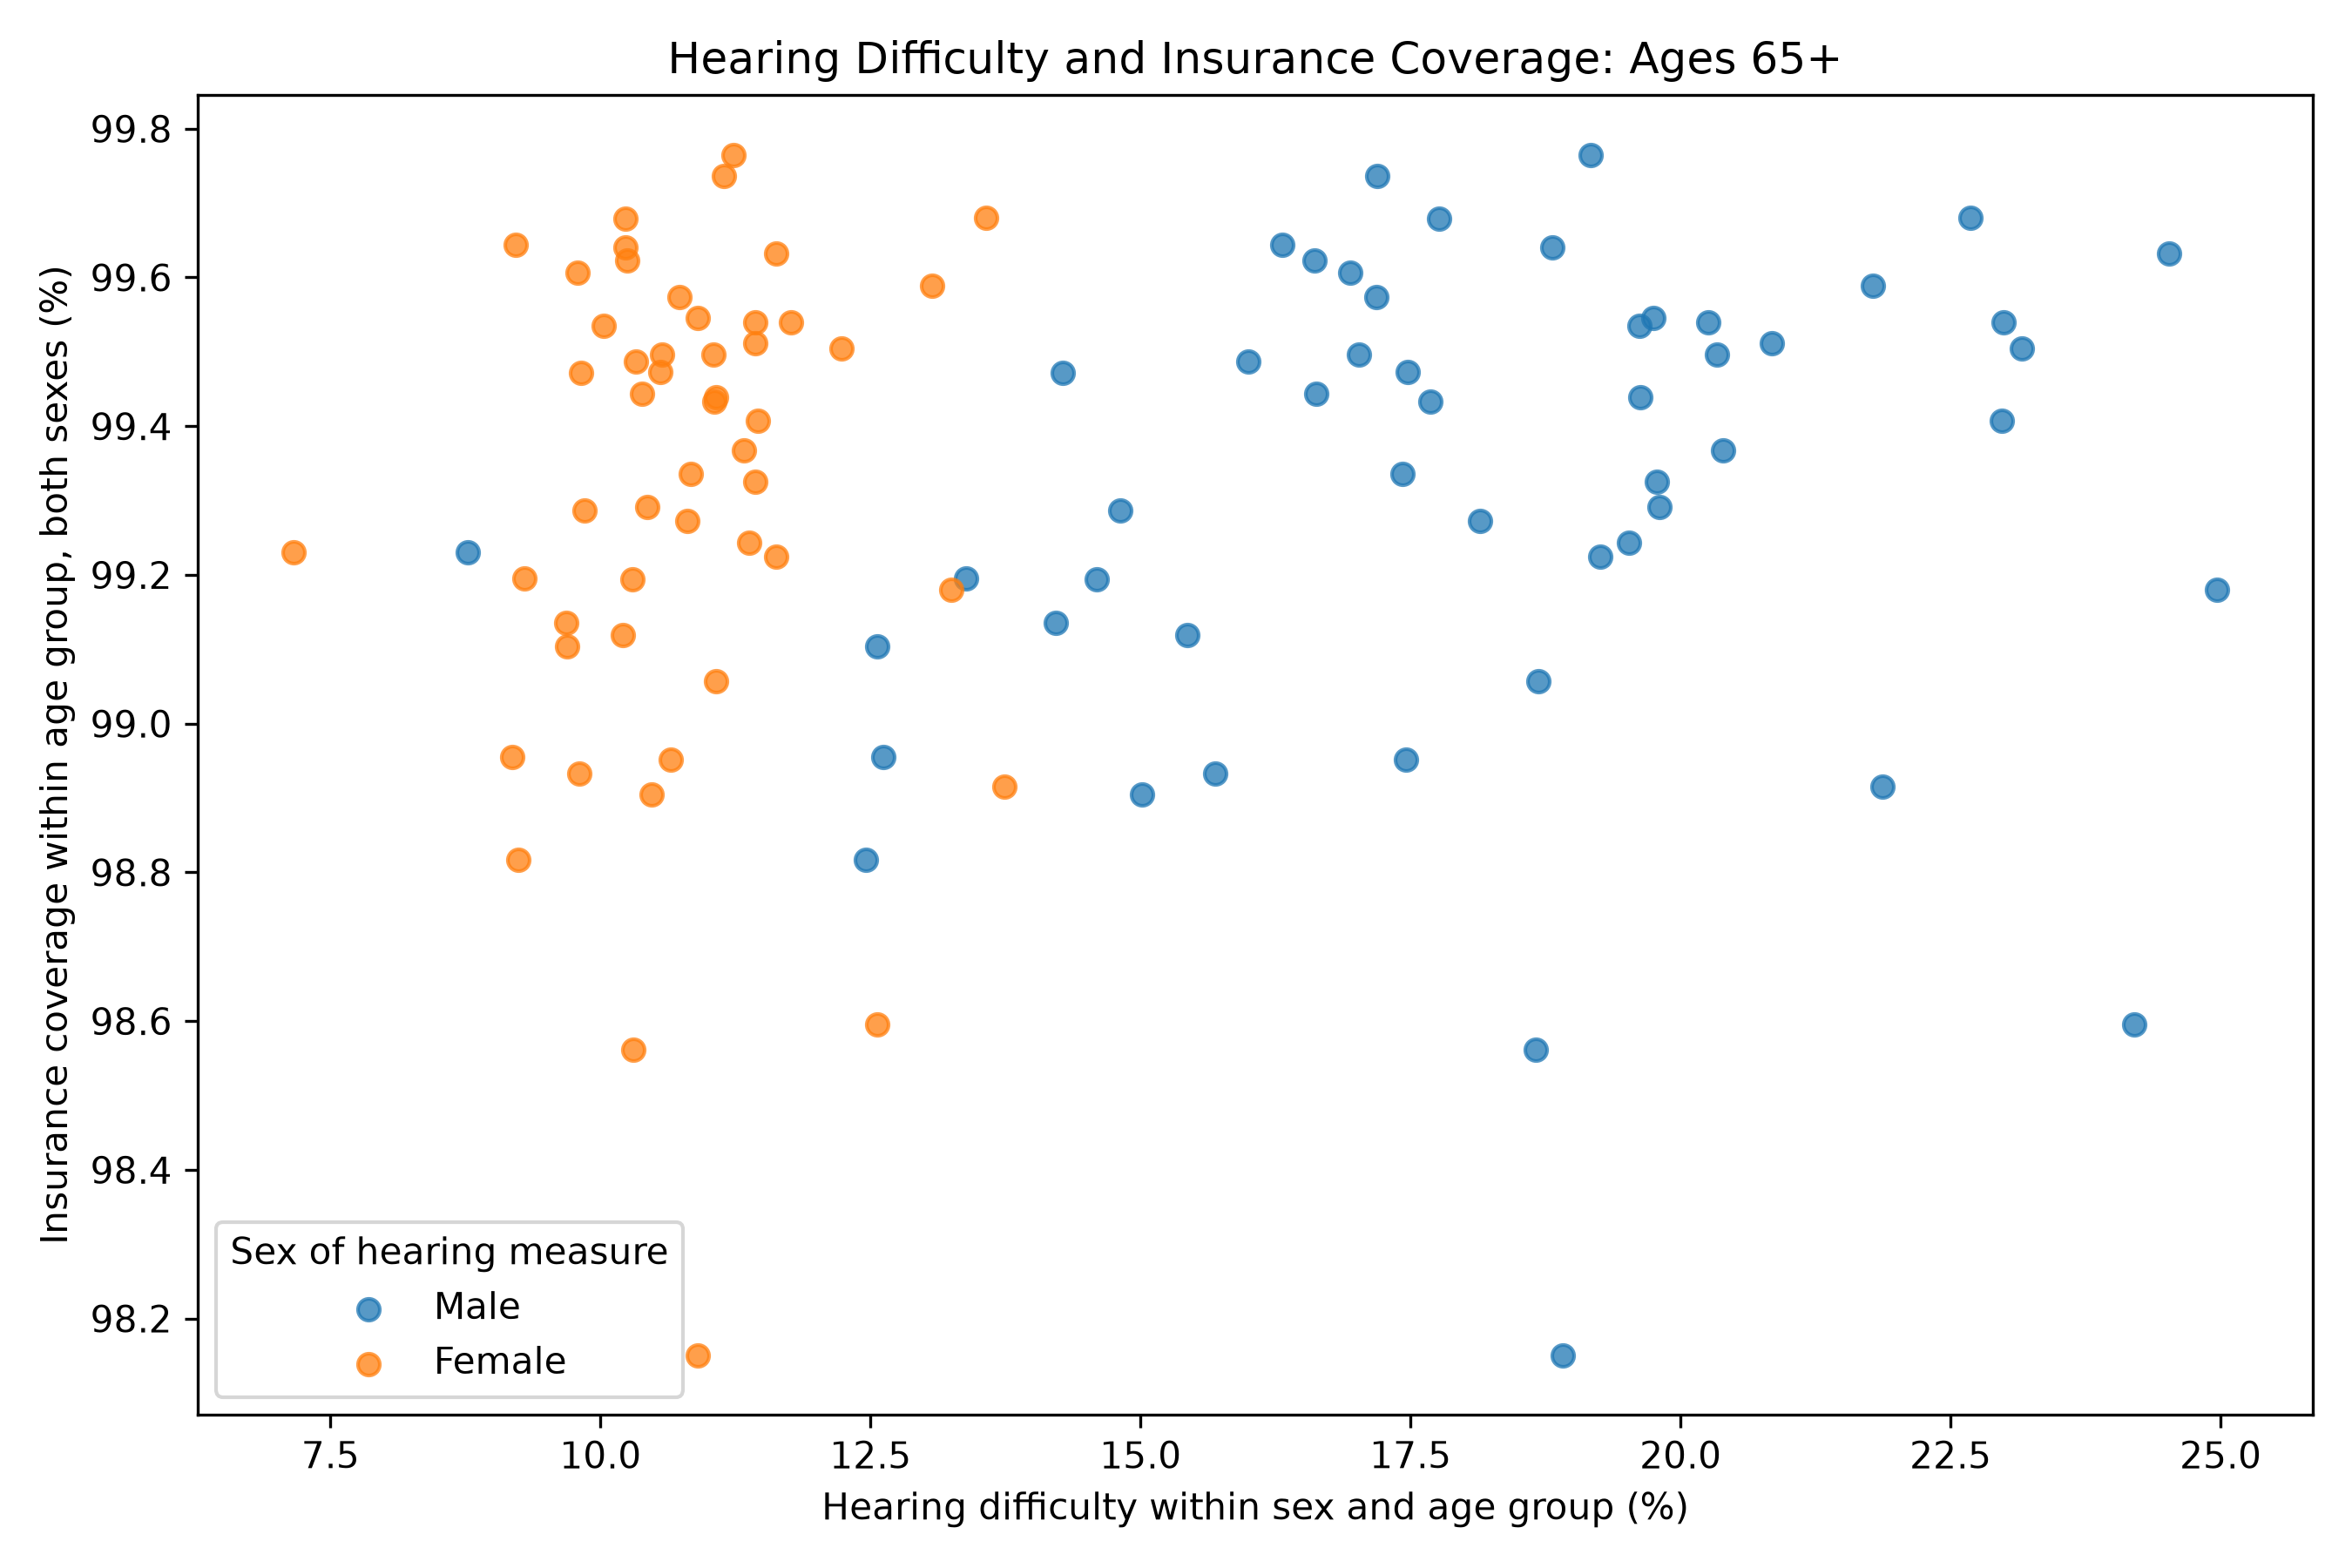 Hearing Difficulty and Insurance Coverage: Ages 65+
Insurance coverage within age group, both sexes (%)
99.8
99.6
99.4
99.2
99.0
98.8
98.6
98.4
98.2
Sex of hearing measure
Male
Female
7.5
10.0
12.5
15.0
17.5
20.0
22.5
25.0
Hearing difficulty within sex and age group (%)